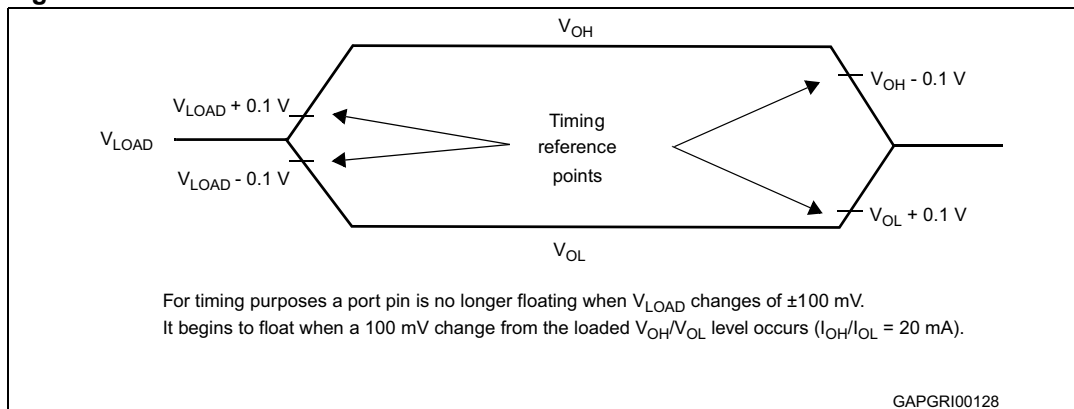 V_OH
V_LOAD + 0.1 V
V_LOAD
V_LOAD - 0.1 V
Timing
reference
points
V_OH - 0.1 V
V_OL + 0.1 V
V_OL
For timing purposes a port pin is no longer floating when V_LOAD changes of ±100 mV.
It begins to float when a 100 mV change from the loaded V_OH/V_OL level occurs (I_OH/I_OL = 20 mA).
GAPGRI00128